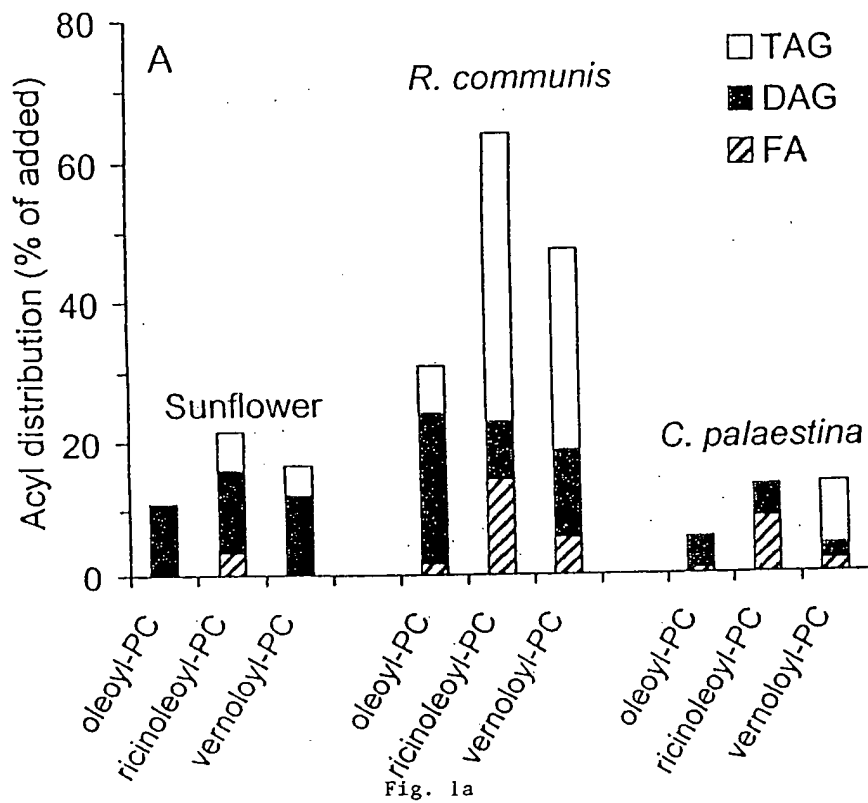 80
60
40
20
0
Acyl distribution (% of added)
A
TAG
DAG
FA
R. communis
Sunflower
C. palaestina
oleoyl-PC
ricinoleoyl-PC
vernoloyl-PC
oleoyl-PC
ricinoleoyl-PC
vernoloyl-PC
oleoyl-PC
ricinoleoyl-PC
vernoloyl-PC
Fig. 1a